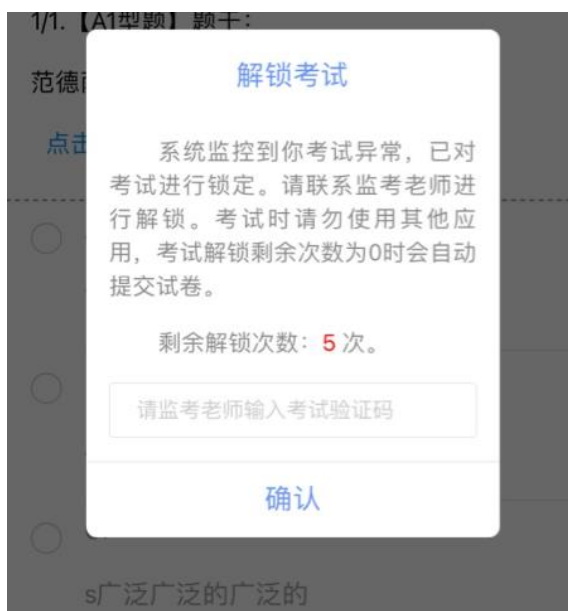 1/1.【A1型题】题干：
范德
点击
解锁考试
系统监控到你考试异常，已对
考试进行锁定。请联系监考老师进
行解锁。考试时请勿使用其他应
用，考试解锁剩余次数为0时会自动
提交试卷。
剩余解锁次数：5 次。
请监考老师输入考试验证码
确认
s广泛广泛的广泛的